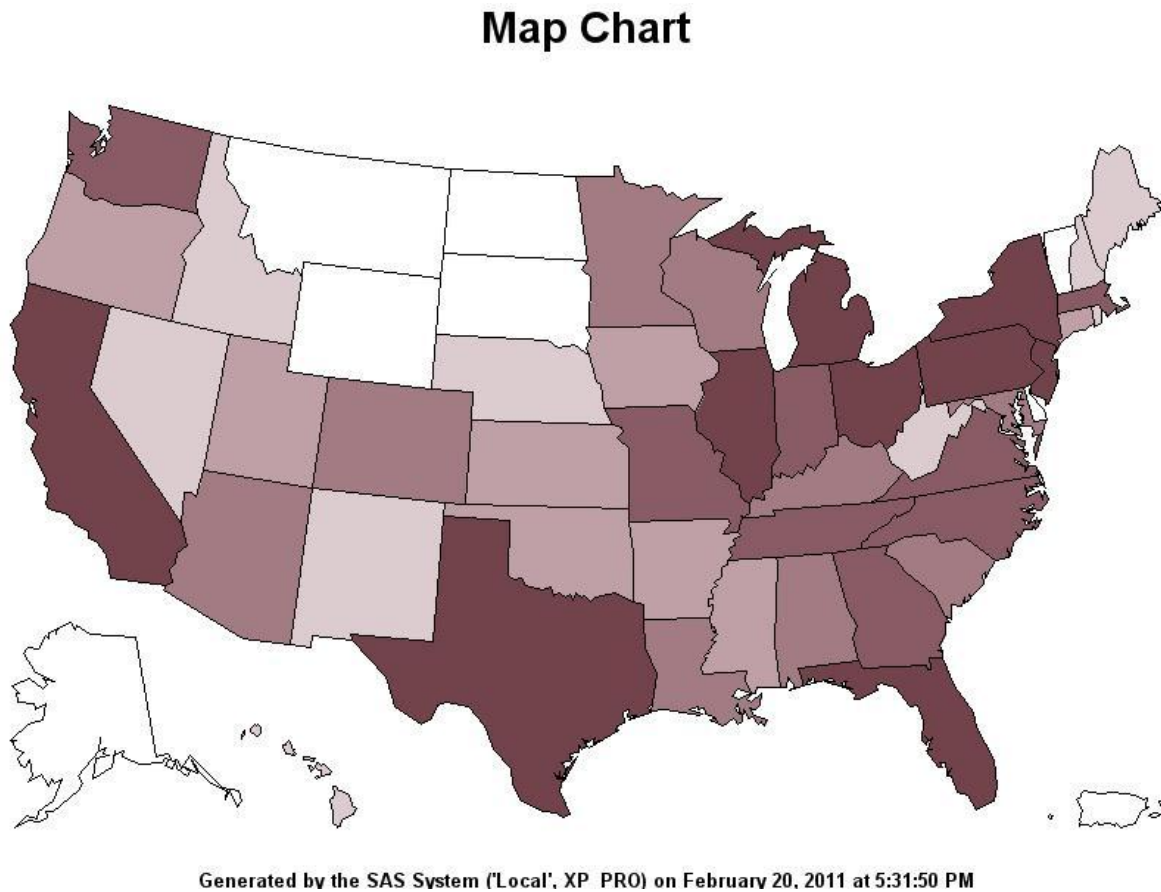 Map Chart
Generated by the SAS System ('Local', XP_PRO) on February 20, 2011 at 5:31:50 PM